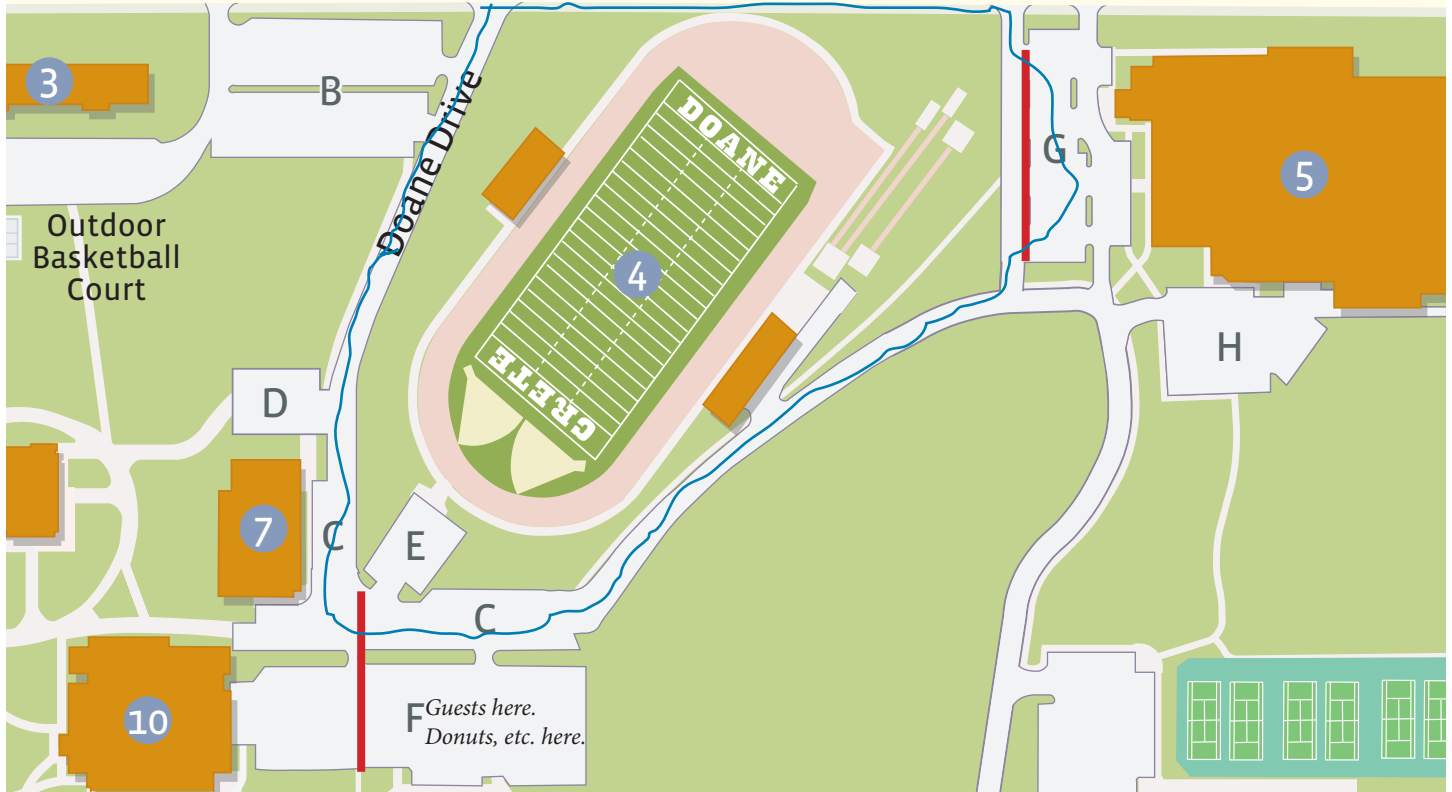 3
B
Doane Drive
DOANE
G
5
Outdoor
Basketball
Court
4
H
CRETE
D
7
C
E
C
10
F
Guests here.
Donuts, etc. here.